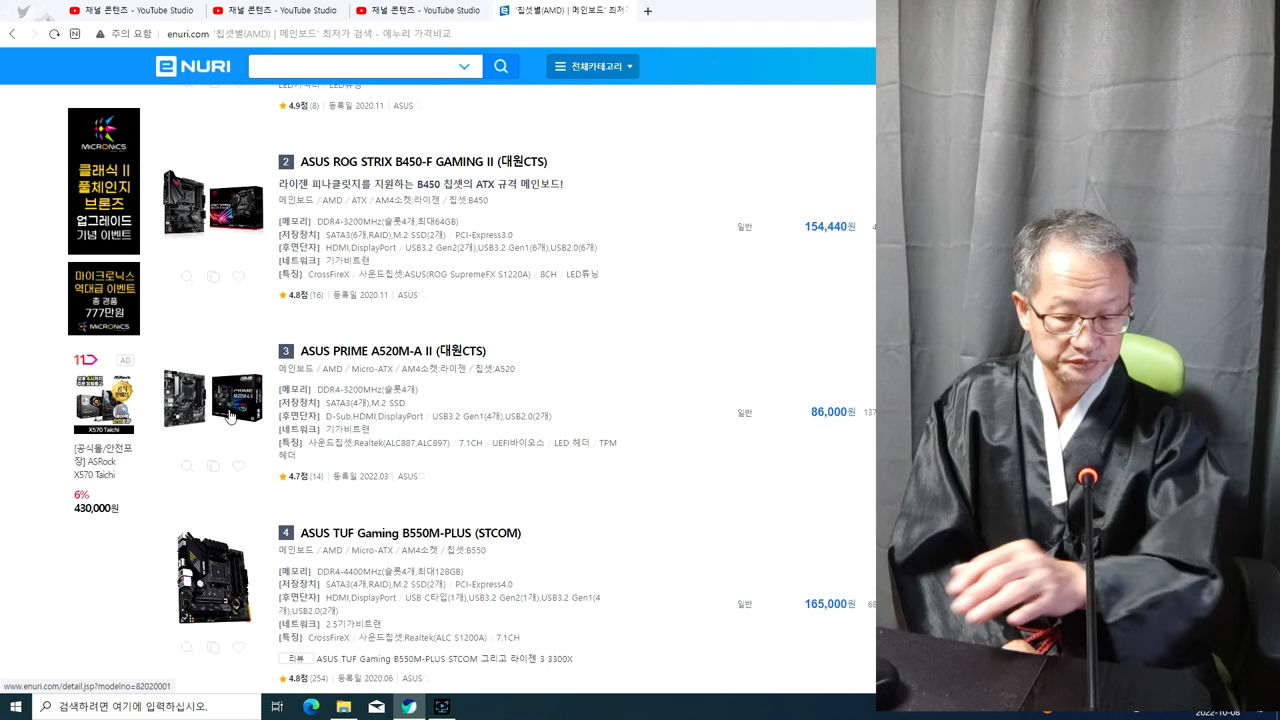 채널 콘텐츠 - YouTube Studio
채널 콘텐츠 - YouTube Studio
채널 콘텐츠 - YouTube Studio
'칩셋별(AMD) | 메인보드' 최저가
주의 요함
enuri.com '칩셋별(AMD) | 메인보드' 최저가 검색 - 에누리 가격비교
ENURI
전체카테고리
4.9점 (8) | 등록일 2020.11 | ASUS
MiCRONiCS
클래식 II
풀체인지
브론즈
업그레이드
기념 이벤트
마이크로닉스
역대급 이벤트
총 경품
777만원
MiCRONiCS
11
AD
X570 Taichi
[공식몰/안전포
장] ASRock
X570 Taichi
6%
430,000원
2 ASUS ROG STRIX B450-F GAMING II (대원CTS)
라이젠 피나클릿지를 지원하는 B450 칩셋의 ATX 규격 메인보드!
메인보드 / AMD / ATX / AM4소켓:라이젠 / 칩셋:B450
[메모리] DDR4-3200MHz(슬롯4개,최대64GB)
[저장장치] SATA3(6개,RAID),M.2 SSD(2개) / PCI-Express3.0
[후면단자] HDMI,DisplayPort / USB3.2 Gen2(2개),USB3.2 Gen1(6개),USB2.0(6개)
[네트워크] 기가비트랜
[특징] CrossFireX / 사운드칩셋:ASUS(ROG SupremeFX S1220A) / 8CH / LED튜닝
일반 154,440원
4.8점 (16) | 등록일 2020.11 | ASUS
3 ASUS PRIME A520M-A II (대원CTS)
메인보드 / AMD / Micro-ATX / AM4소켓:라이젠 / 칩셋:A520
[메모리] DDR4-3200MHz(슬롯4개)
[저장장치] SATA3(4개),M.2 SSD
[후면단자] D-Sub,HDMI,DisplayPort / USB3.2 Gen1(4개),USB2.0(2개)
[네트워크] 기가비트랜
[특징] 사운드칩셋:Realtek(ALC887,ALC897) / 7.1CH / UEFI바이오스 / LED 헤더 / TPM
헤더
일반 86,000원 137
4.7점 (14) | 등록일 2022.03 | ASUS
4 ASUS TUF Gaming B550M-PLUS (STCOM)
메인보드 / AMD / Micro-ATX / AM4소켓 / 칩셋:B550
[메모리] DDR4-4400MHz(슬롯4개,최대128GB)
[저장장치] SATA3(4개,RAID),M.2 SSD(2개) / PCI-Express4.0
[후면단자] HDMI,DisplayPort / USB C타입(1개),USB3.2 Gen2(1개),USB3.2 Gen1(4
개),USB2.0(2개)
[네트워크] 2.5기가비트랜
[특징] CrossFireX / 사운드칩셋:Realtek(ALC S1200A) / 7.1CH
일반 165,000원 68
리뷰 ASUS TUF Gaming B550M-PLUS STCOM 그리고 라이젠 3 3300X
4.8점 (254) | 등록일 2020.06 | ASUS
www.enuri.com/detail.jsp?modelno=82020001
검색하려면 여기에 입력하십시오.
2022-10-08